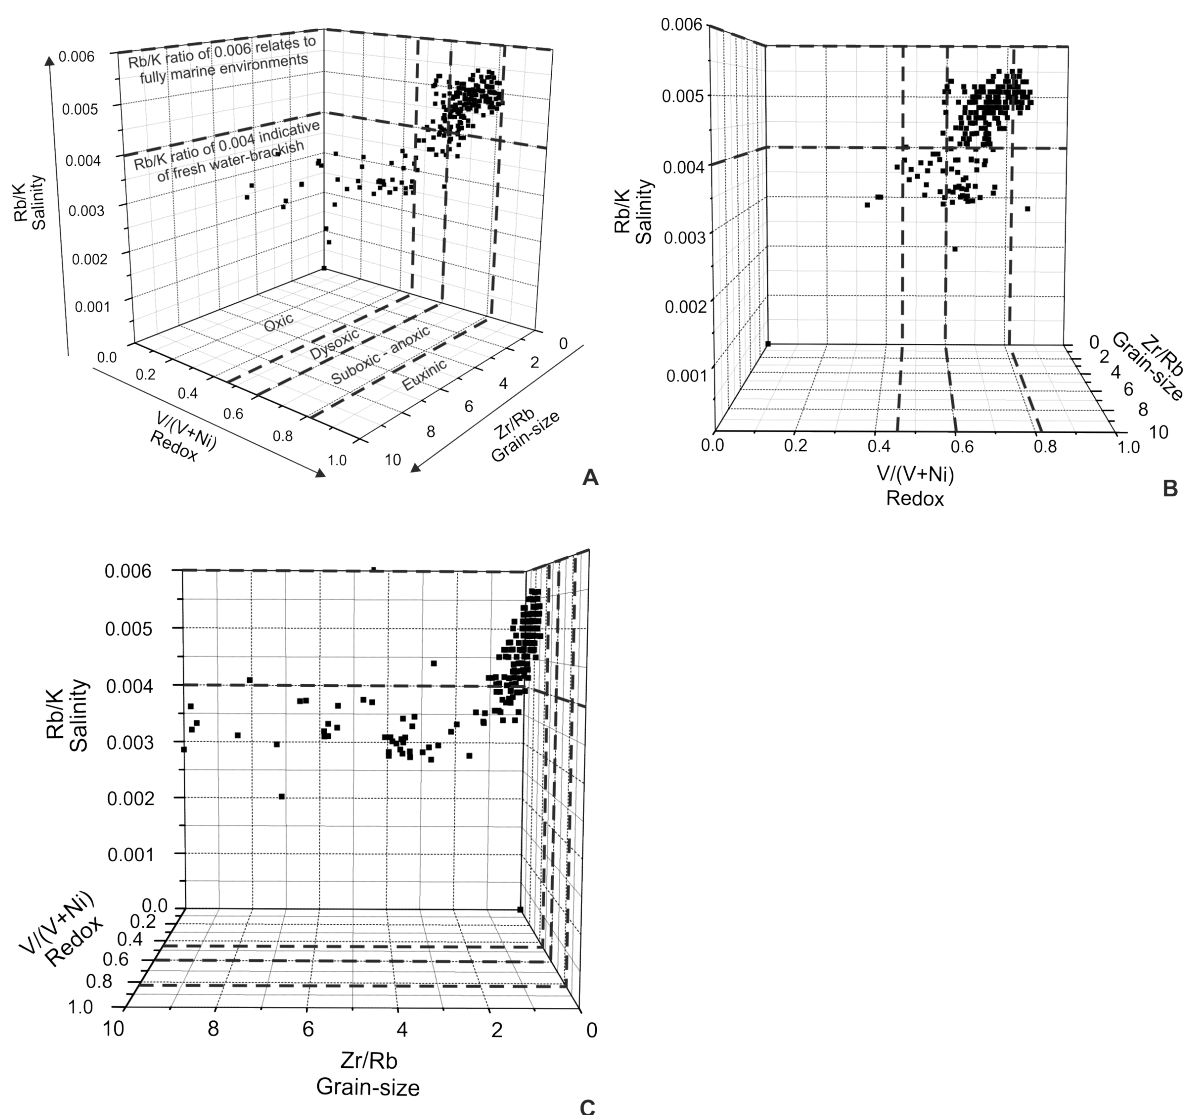 Rb/K ratio of 0.006 relates to
fully marine environments
Rb/K ratio of 0.004 indicative
of fresh water-brackish
0.006
0.005
0.004
0.003
0.002
0.001
0.0
Rb/K
Salinity
Oxic
Dysoxic
Suboxic - anoxic
Euxinic
0.2
0.4
0.6
0.8
1.0
V/(V+Ni)
Redox
0
2
4
6
8
10
Zr/Rb
Grain-size
A
0.006
0.005
0.004
0.003
0.002
0.001
Rb/K
Salinity
0.0
0.2
0.4
0.6
0.8
1.0
V/(V+Ni)
Redox
0
2
4
6
8
10
Zr/Rb
Grain-size
B
0.006
0.005
0.004
0.003
0.002
0.001
0.0
Rb/K
Salinity
0.2
0.4
0.6
0.8
1.0
V/(V+Ni)
Redox
10
8
6
4
2
0
Zr/Rb
Grain-size
C